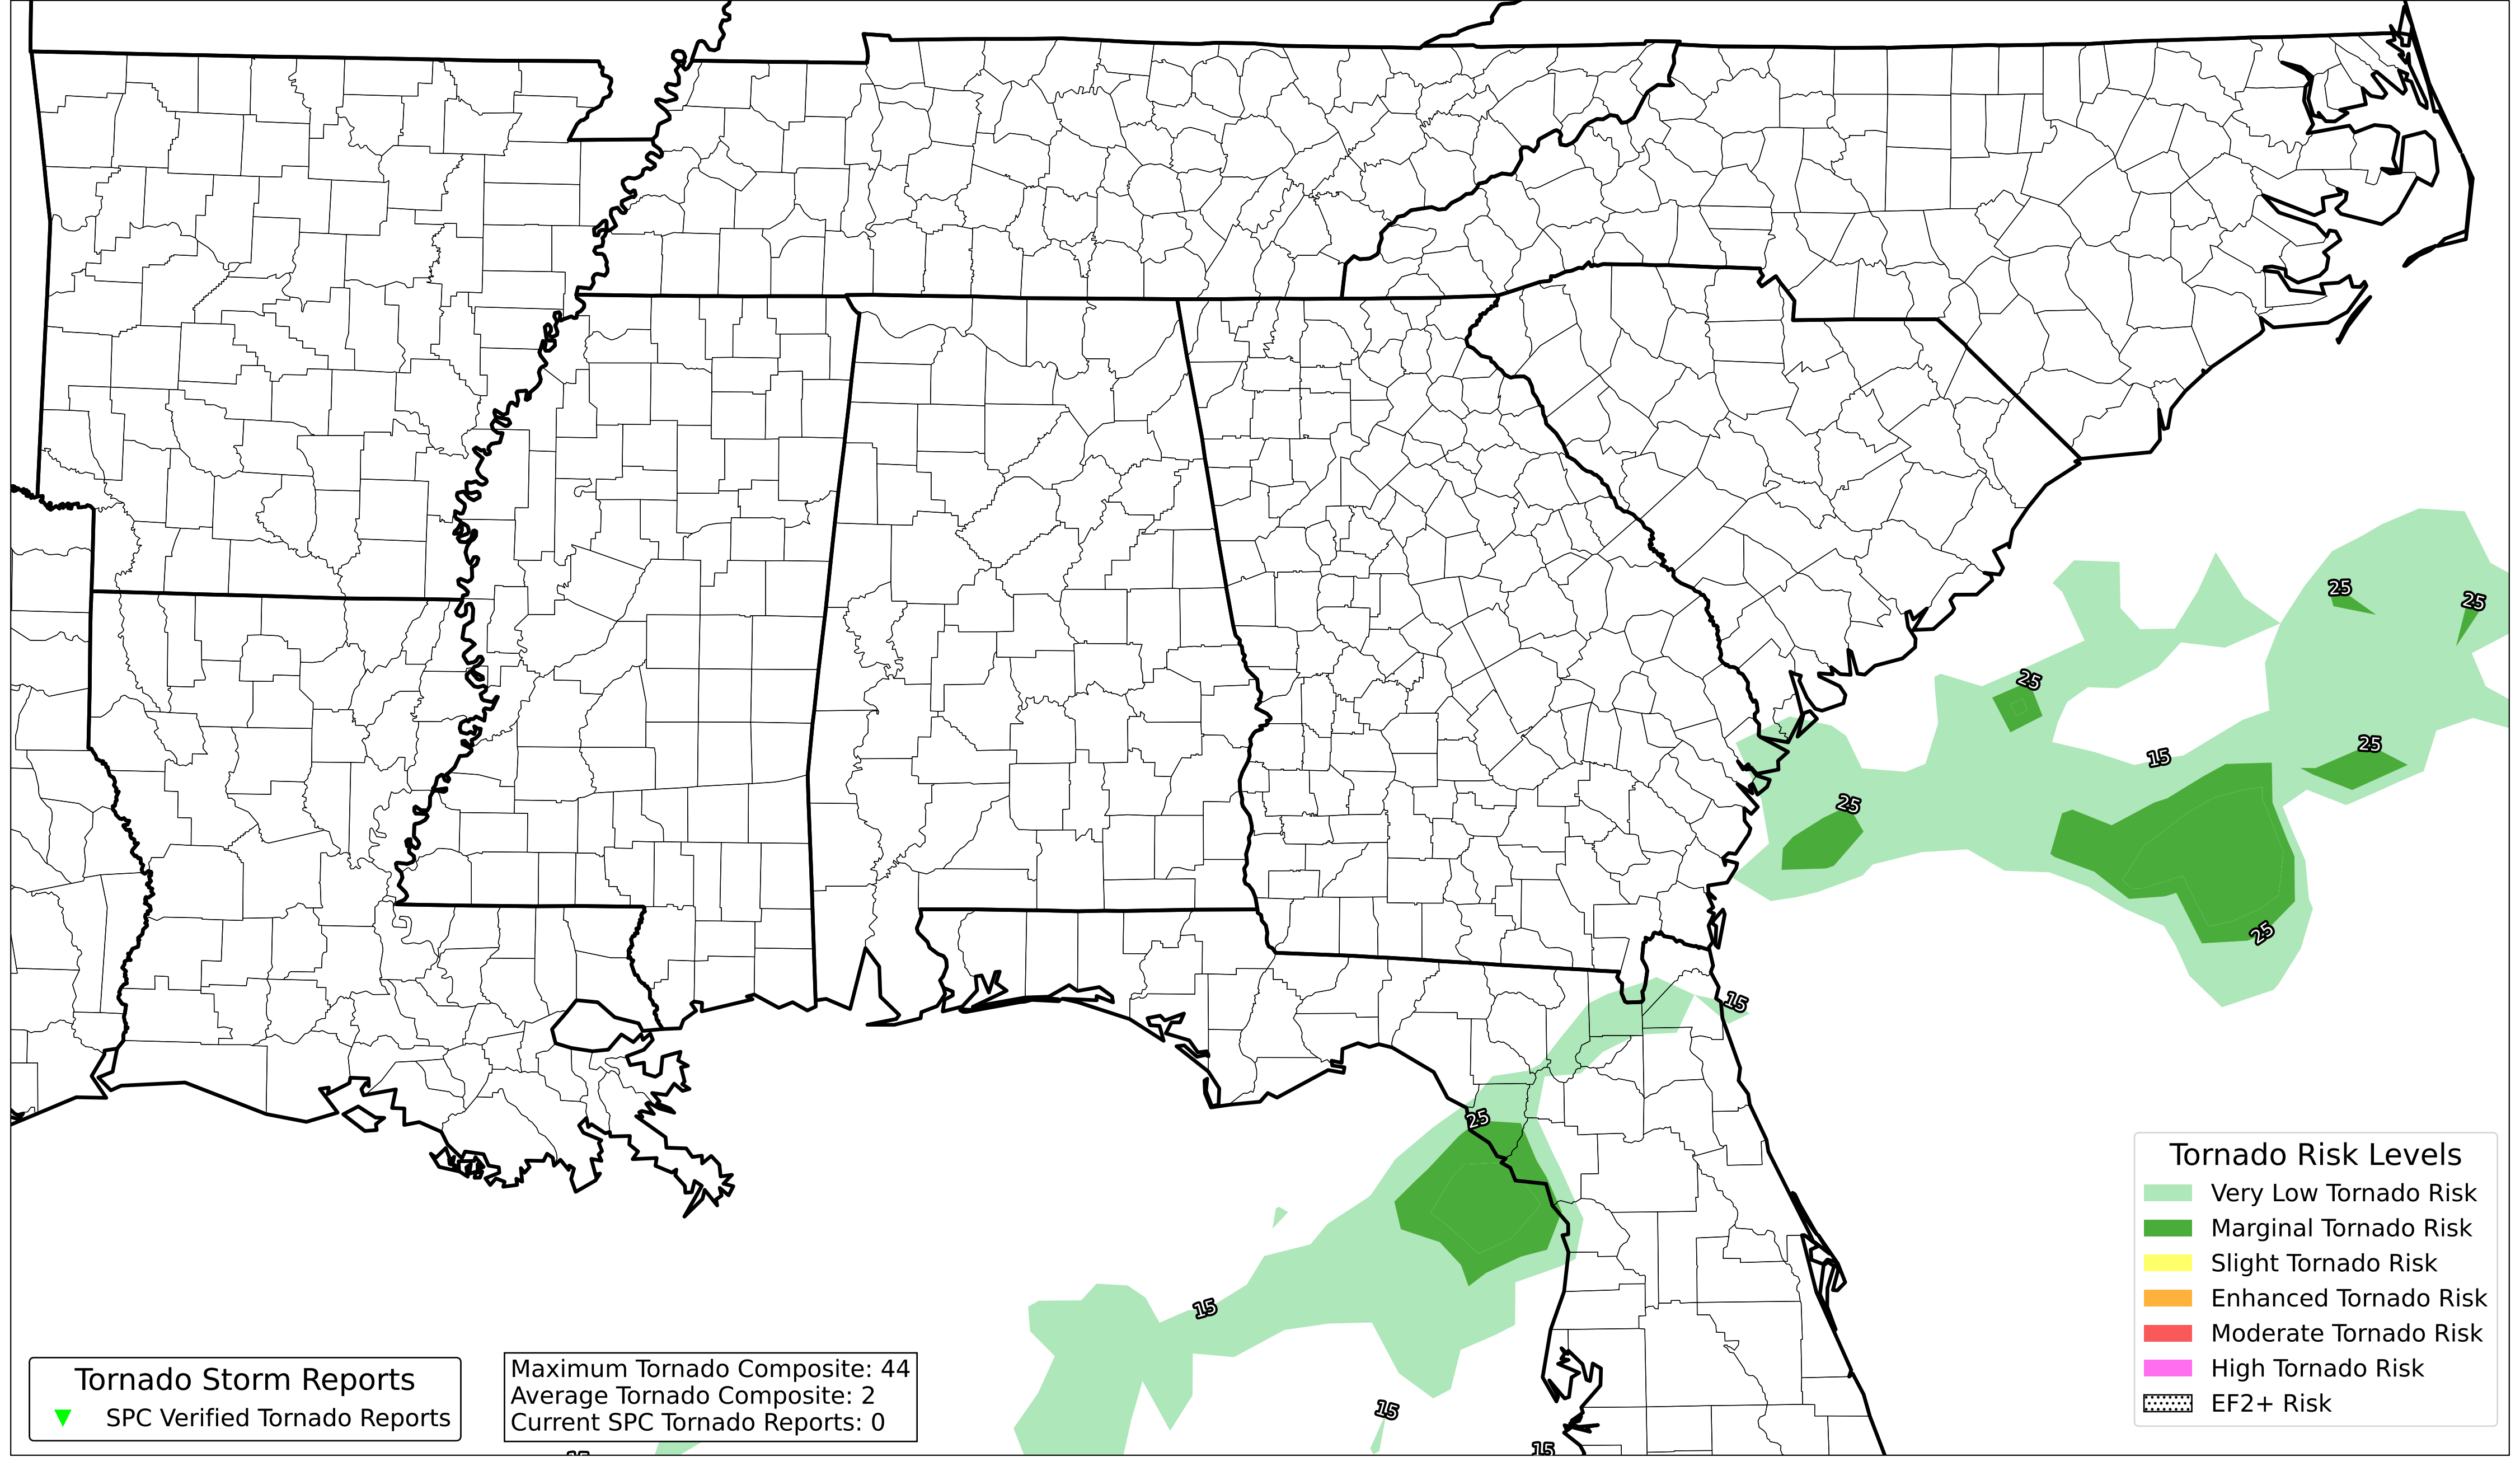 25
25
25
25
15
25
25
15
25
15
15
15
15
Tornado Risk Levels
Very Low Tornado Risk
Marginal Tornado Risk
Slight Tornado Risk
Enhanced Tornado Risk
Moderate Tornado Risk
High Tornado Risk
EF2+ Risk
Tornado Storm Reports
SPC Verified Tornado Reports
Maximum Tornado Composite: 44
Average Tornado Composite: 2
Current SPC Tornado Reports: 0